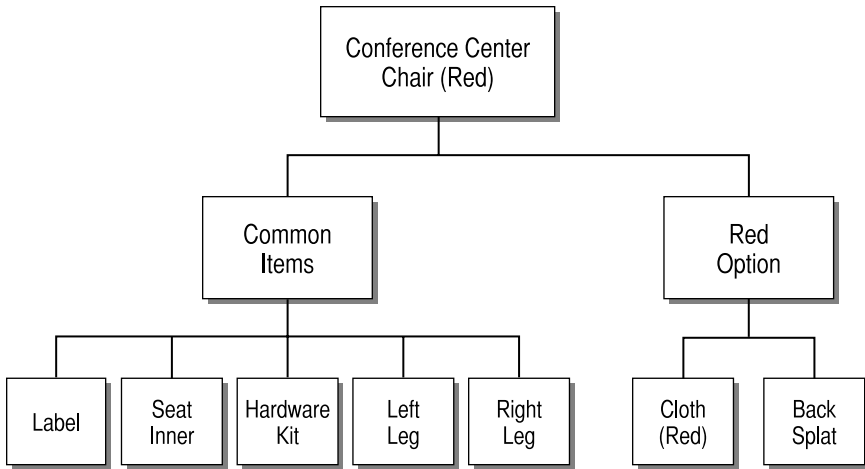 Conference Center
Chair (Red)
Common
Items
Red
Option
Label
Seat
Inner
Hardware
Kit
Left
Leg
Right
Leg
Cloth
(Red)
Back
Splat